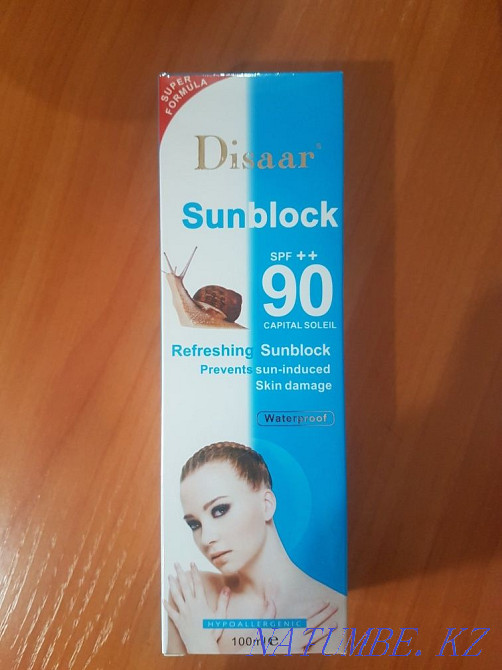 SUPER
FORMULA
Disaar®
Sunblock
SPF ++
90
CAPITAL SOLEIL
Refreshing Sunblock
Prevents sun-induced
Skin damage
Waterproof
HYPOALLERGENIC
100ml ℮
NATUMBE.KZ